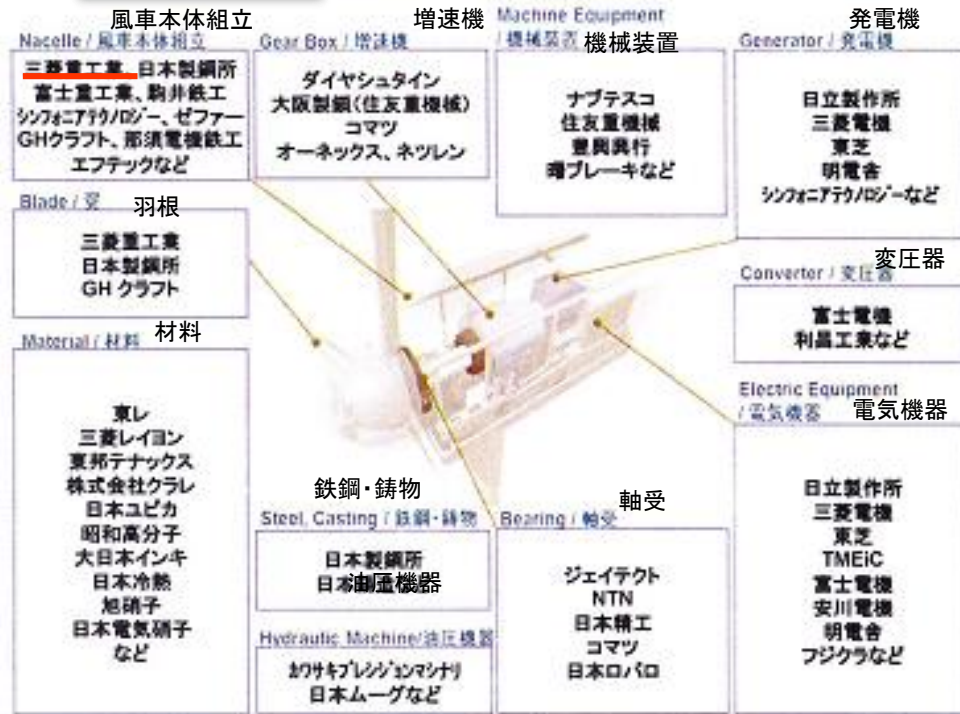 風車本体組立
Nacelle / 風車本体組立
三菱重工業、日本製鋼所
富士重工業、駒井鉄工
シンフォニアテクノロジー、ゼファー
GHクラフト、那須電機鉄工
エフテックなど
増速機
Gear Box / 増速機
ダイヤシュタイン
大阪製鎖(住友重機械)
コマツ
オーネックス、ネツレン
Machine Equipment
/ 機械装置
機械装置
ナブテスコ
住友重機械
豊興興行
曙ブレーキなど
発電機
Generator / 発電機
日立製作所
三菱電機
東芝
明電舎
シンフォニアテクノロジーなど
羽根
Blade / 翼
三菱重工業
日本製鋼所
GH クラフト
変圧器
Converter / 変圧器
富士電機
利昌工業など
材料
Material / 材料
東レ
三菱レイヨン
東邦テナックス
株式会社クラレ
日本ユピカ
昭和高分子
大日本インキ
日本冷熱
旭硝子
日本電気硝子
など
鉄鋼・鋳物
Steel, Casting / 鉄鋼・鋳物
日本製鋼所
油圧機器
Hydraulic Machine/油圧機器
カワサキプレシジョンマシナリ
日本ムーグなど
軸受
Bearing / 軸受
ジェイテクト
NTN
日本精工
コマツ
日本ロバロ
Electric Equipment
/ 電気機器
電気機器
日立製作所
三菱電機
東芝
TMEiC
富士電機
安川電機
明電舎
フジクラなど